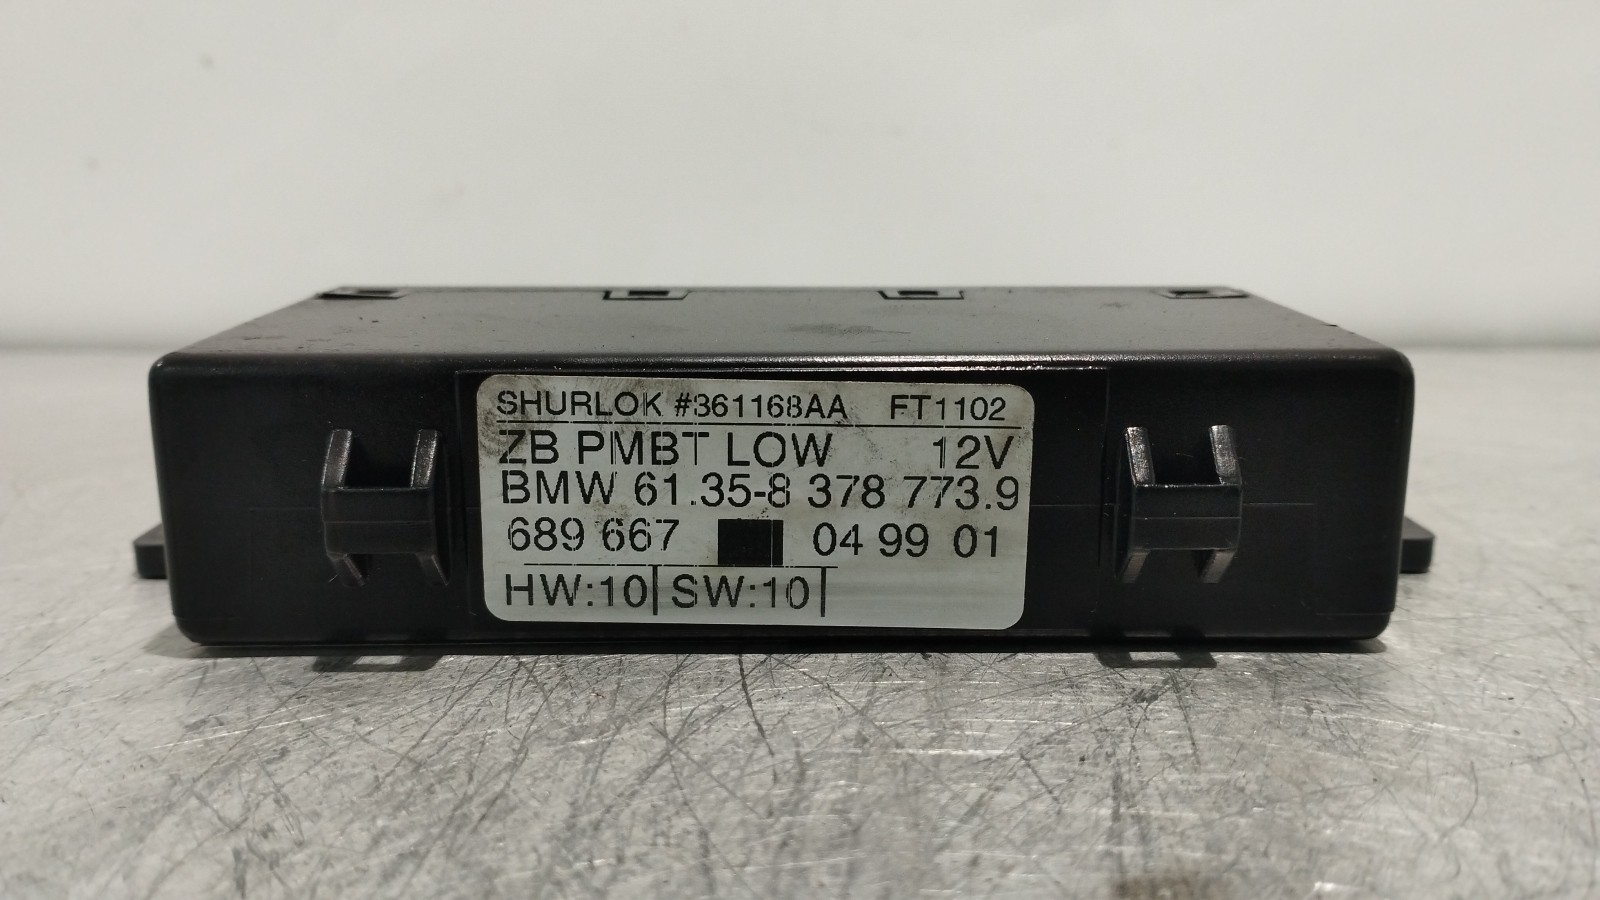 SHURLOK #361168AA FT1102
ZB PMBT LOW 12V
BMW 61.35-8 378 773.9
689 667 04 99 01
HW:10 SW:10